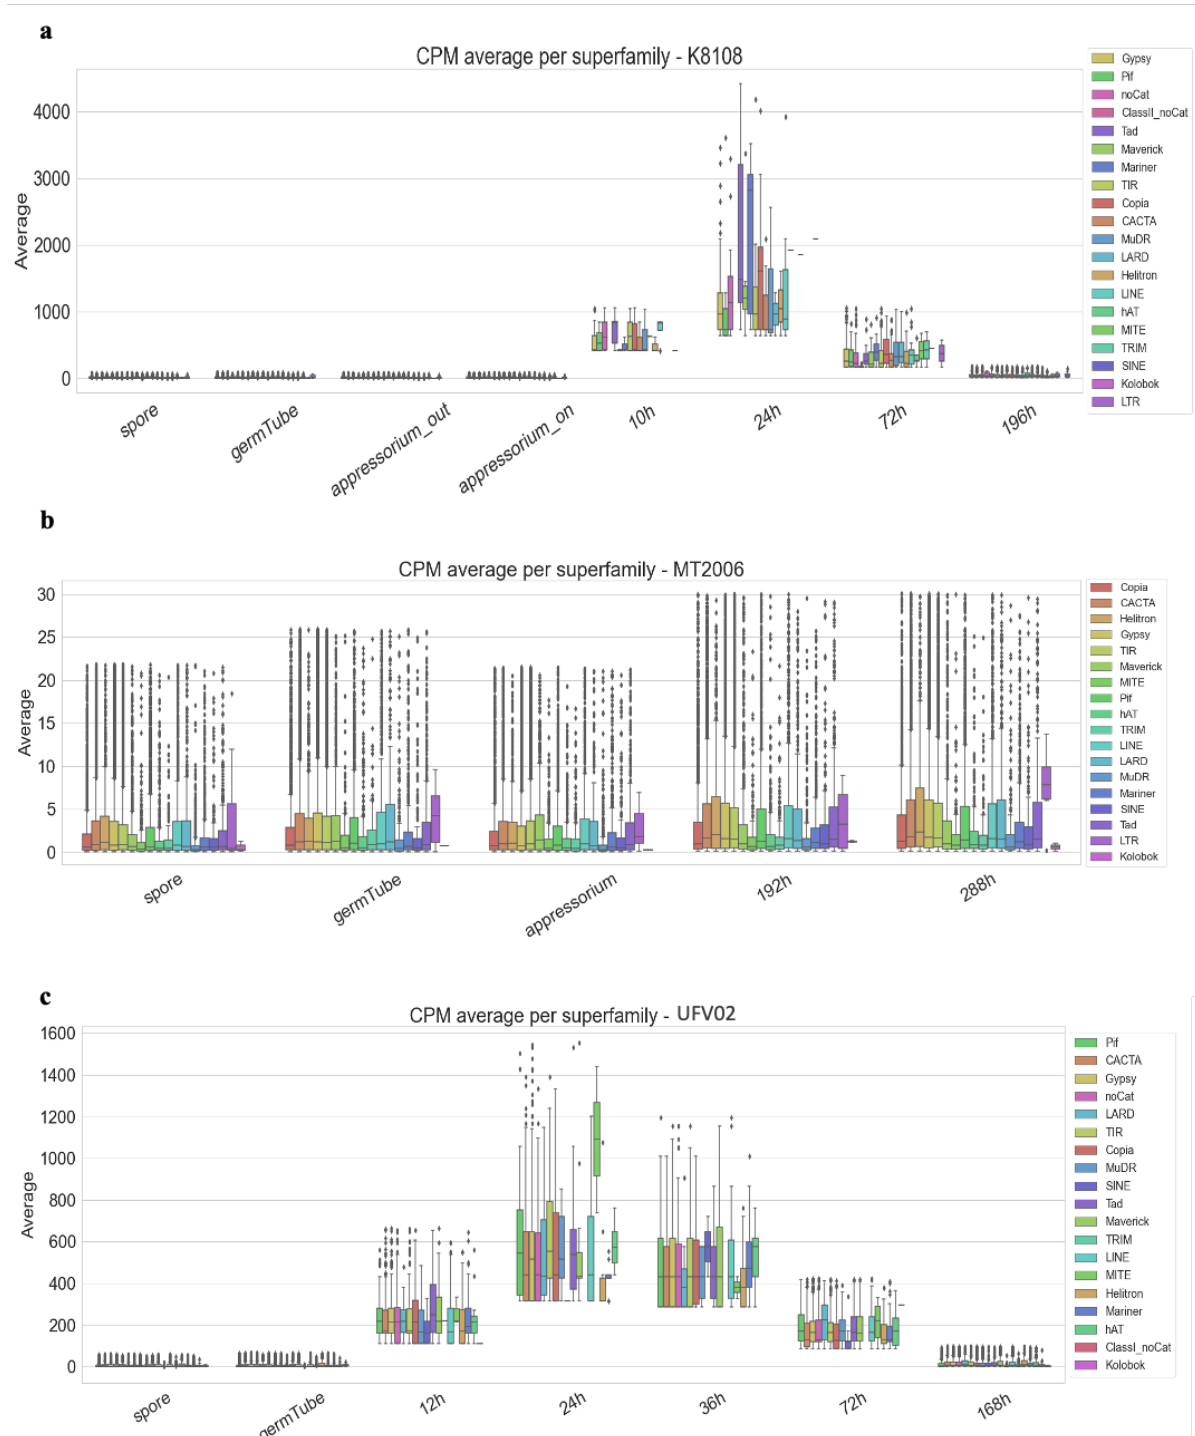 a
CPM average per superfamily - K8108
Average
4000
3000
2000
1000
0
spore
germTube
appressorium_out
appressorium_on
10h
24h
72h
196h
Gypsy
Pif
noCat
ClassII_noCat
Tad
Maverick
Mariner
TIR
Copia
CACTA
MuDR
LARD
Helitron
LINE
hAT
MITE
TRIM
SINE
Kolobok
LTR
b
CPM average per superfamily - MT2006
Average
30
25
20
15
10
5
0
spore
germTube
appressorium
192h
288h
Copia
CACTA
Helitron
Gypsy
TIR
Maverick
MITE
Pif
hAT
TRIM
LINE
LARD
MuDR
Mariner
SINE
Tad
LTR
Kolobok
c
CPM average per superfamily - UFV02
Average
1600
1400
1200
1000
800
600
400
200
0
spore
germTube
12h
24h
36h
72h
168h
Pif
CACTA
Gypsy
noCat
LARD
TIR
Copia
MuDR
SINE
Tad
Maverick
TRIM
LINE
MITE
Helitron
Mariner
hAT
ClassI_noCat
Kolobok